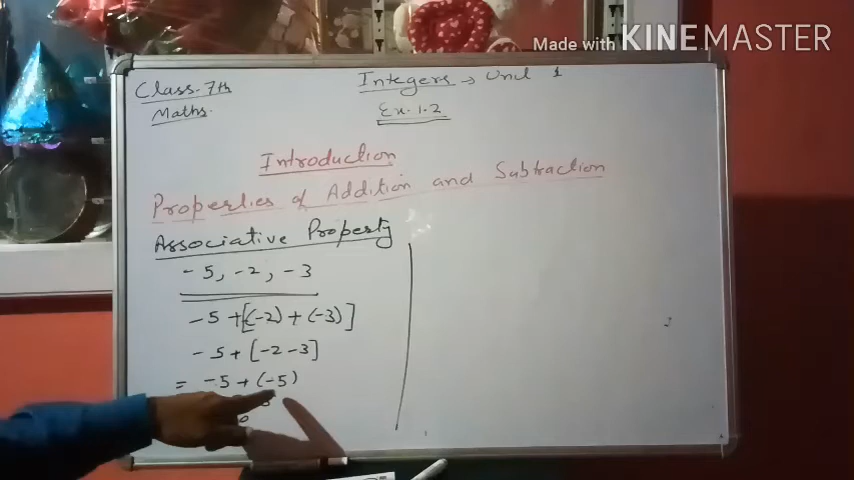 Made with KINEMASTER
Class-7th
Maths.
Integers → Unit 1
Ex-1.2
Introduction
Properties of Addition and Subtraction
Associative Property
-5, -2, -3
-5 + [(-2) + (-3)]
-5 + [-2 - 3]
= -5 + (-5)